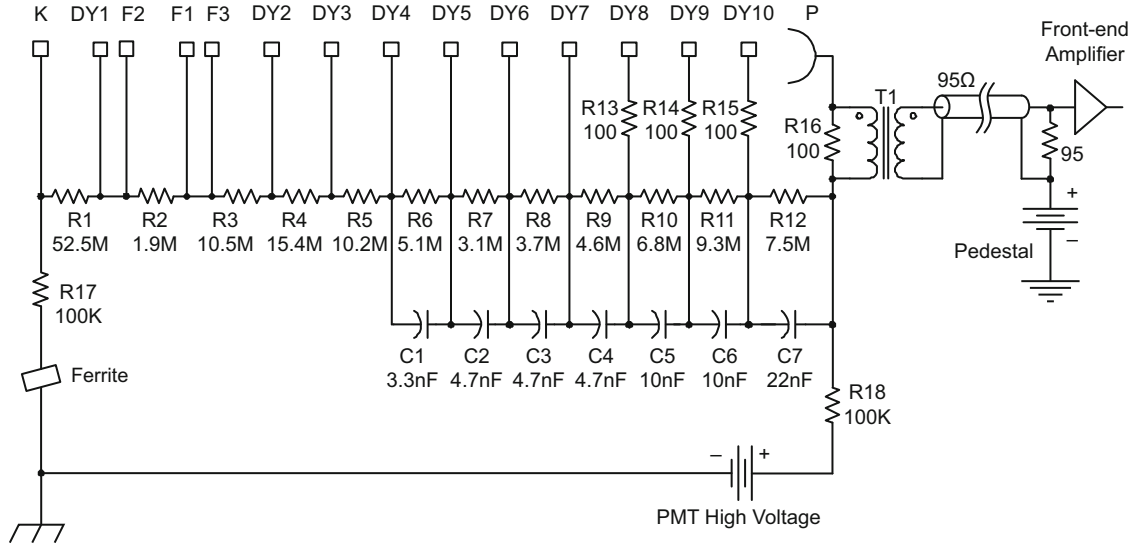 K DY1 F2 F1 F3 DY2 DY3 DY4 DY5 DY6 DY7 DY8 DY9 DY10 P
Front-end
Amplifier
95Ω
T1
R13
100
R14
100
R15
100
R16
100
95
R1
52.5M
R2
1.9M
R3
10.5M
R4
15.4M
R5
10.2M
R6
5.1M
R7
3.1M
R8
3.7M
R9
4.6M
R10
6.8M
R11
9.3M
R12
7.5M
+
Pedestal
–
R17
100K
C1
3.3nF
C2
4.7nF
C3
4.7nF
C4
4.7nF
C5
10nF
C6
10nF
C7
22nF
Ferrite
R18
100K
– +
PMT High Voltage